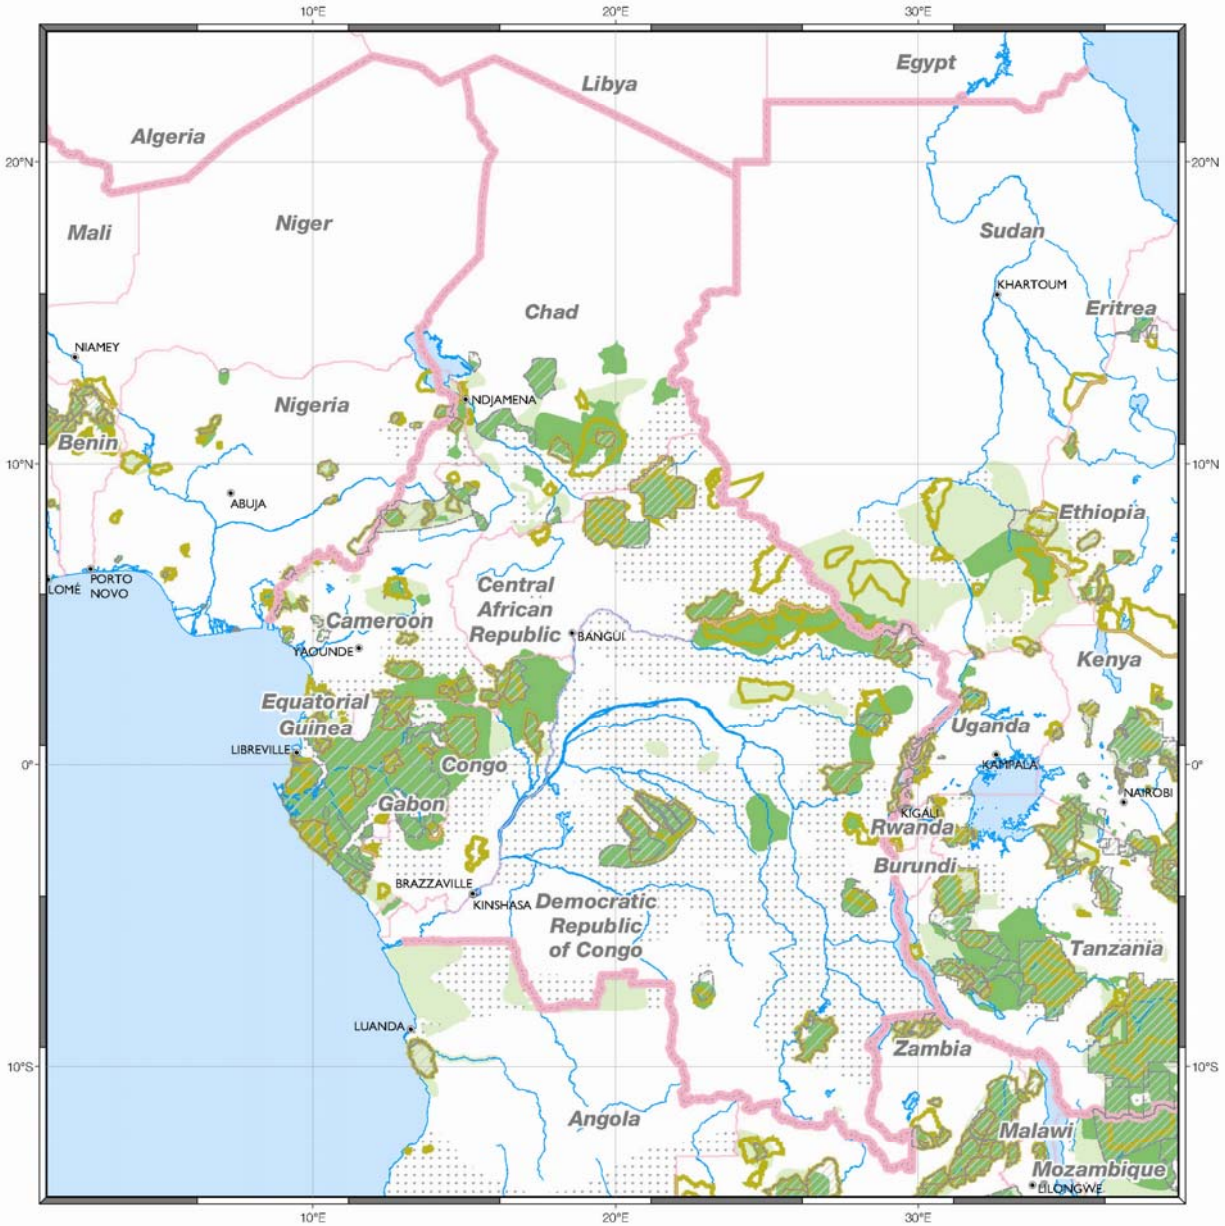 10°E 20°E 30°E
Egypt
Libya
Algeria
20°N 20°N
Niger
Mali
Sudan
KHARTOUM
Chad
Eritrea
NIAMEY
NDJAMENA
Nigeria
Benin
10°N 10°N
ABUJA
Ethiopia
PORTO
NOVO
LOMÉ
Central
African
Republic
Cameroon
BANGUI
YAOUNDE
Kenya
Equatorial
Guinea
Uganda
LIBREVILLE
KAMPALA
Congo
0° 0°
NAIROBI
Gabon
KIGALI
Rwanda
Burundi
BRAZZAVILLE
KINSHASA
Democratic
Republic
of Congo
Tanzania
LUANDA
Zambia
10°S 10°S
Angola
Malawi
Mozambique
LILONGWE
10°E 20°E 30°E